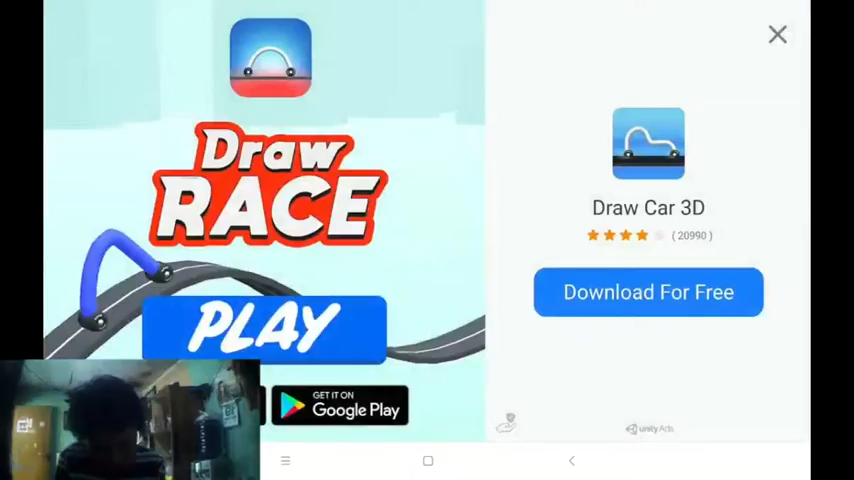 Draw
RACE
PLAY
GET IT ON
Google Play
Draw Car 3D
(20990)
Download For Free
unity Ads